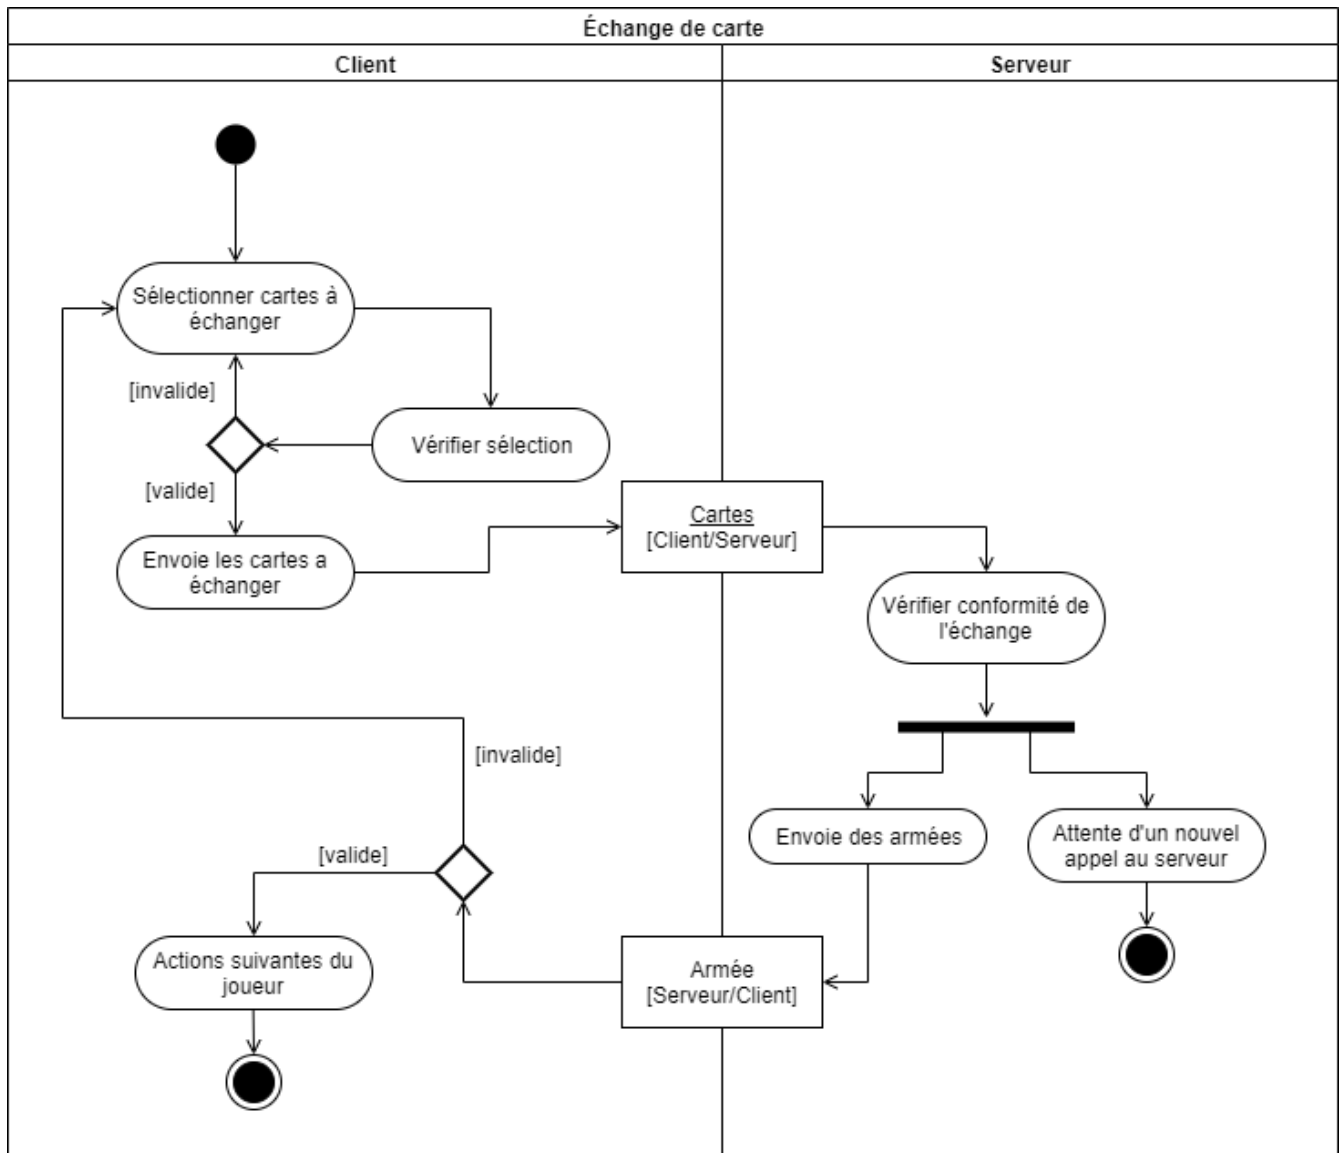 Échange de carte
Client
Serveur
Sélectionner cartes à
échanger
[invalide]
Vérifier sélection
[valide]
Envoie les cartes a
échanger
Cartes
[Client/Serveur]
Vérifier conformité de
l'échange
[invalide]
Envoie des armées
Attente d'un nouvel
appel au serveur
[valide]
Actions suivantes du
joueur
Armée
[Serveur/Client]